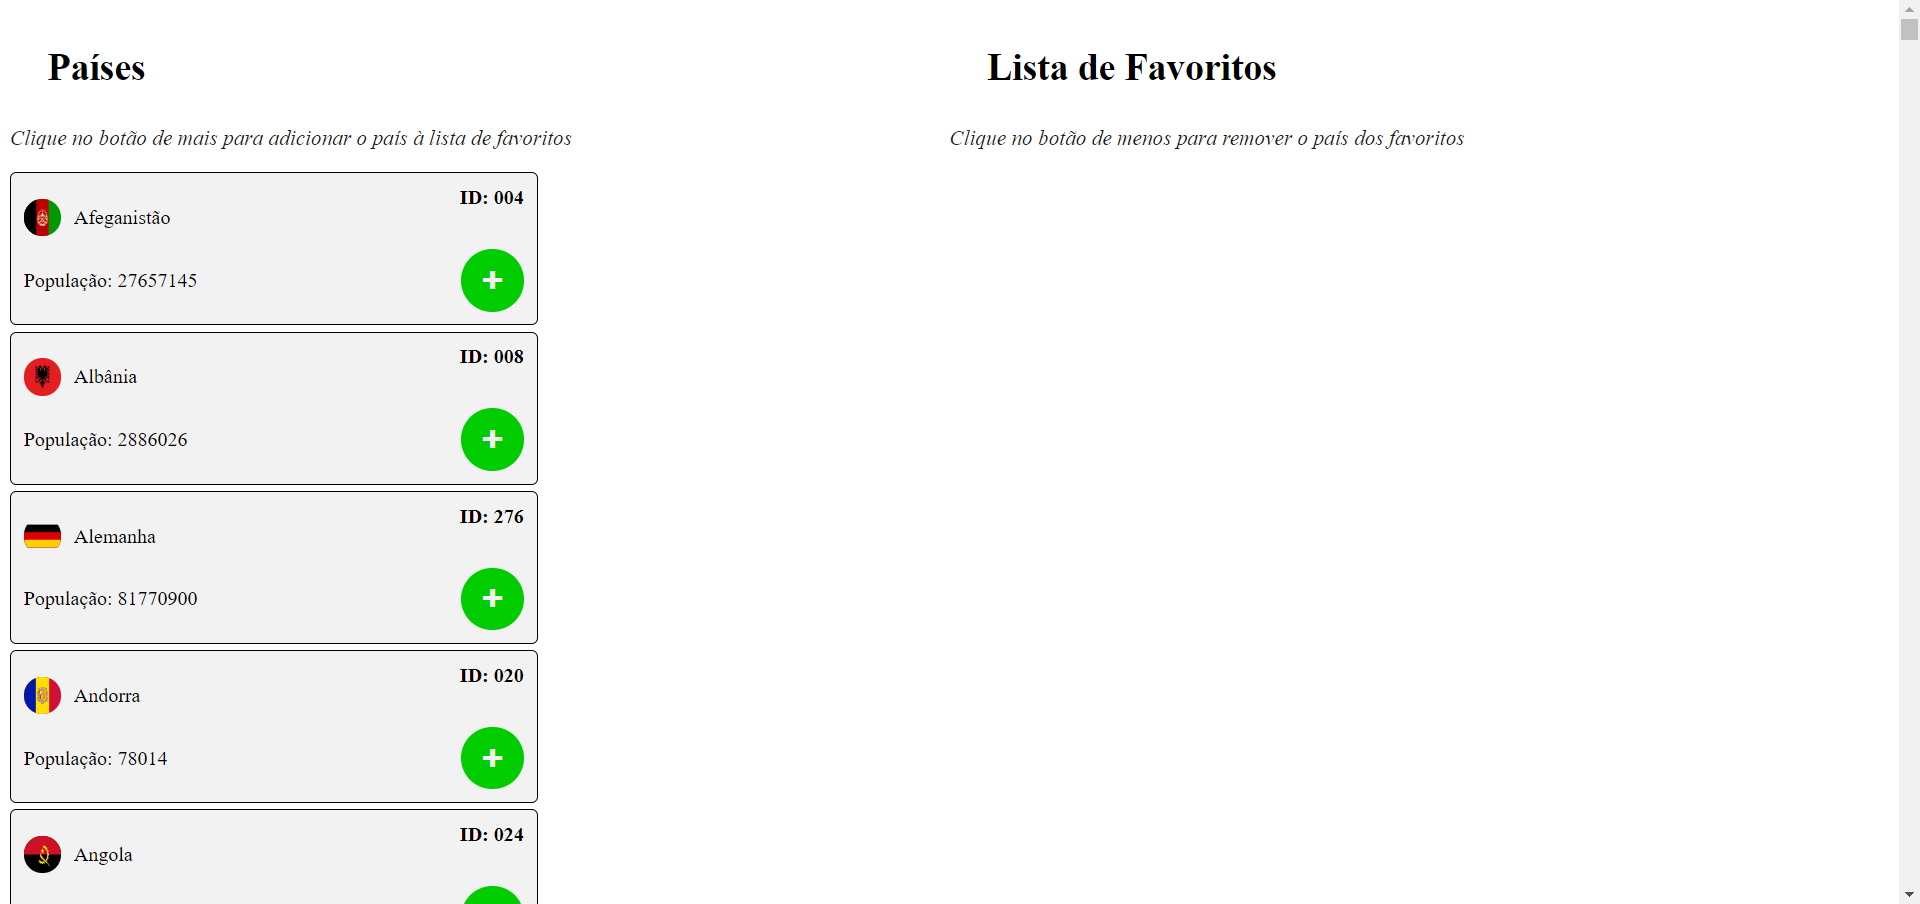 Países
Clique no botão de mais para adicionar o país à lista de favoritos
ID: 004
Afeganistão
População: 27657145
+
ID: 008
Albânia
População: 2886026
+
ID: 276
Alemanha
População: 81770900
+
ID: 020
Andorra
População: 78014
+
ID: 024
Angola
Lista de Favoritos
Clique no botão de menos para remover o país dos favoritos